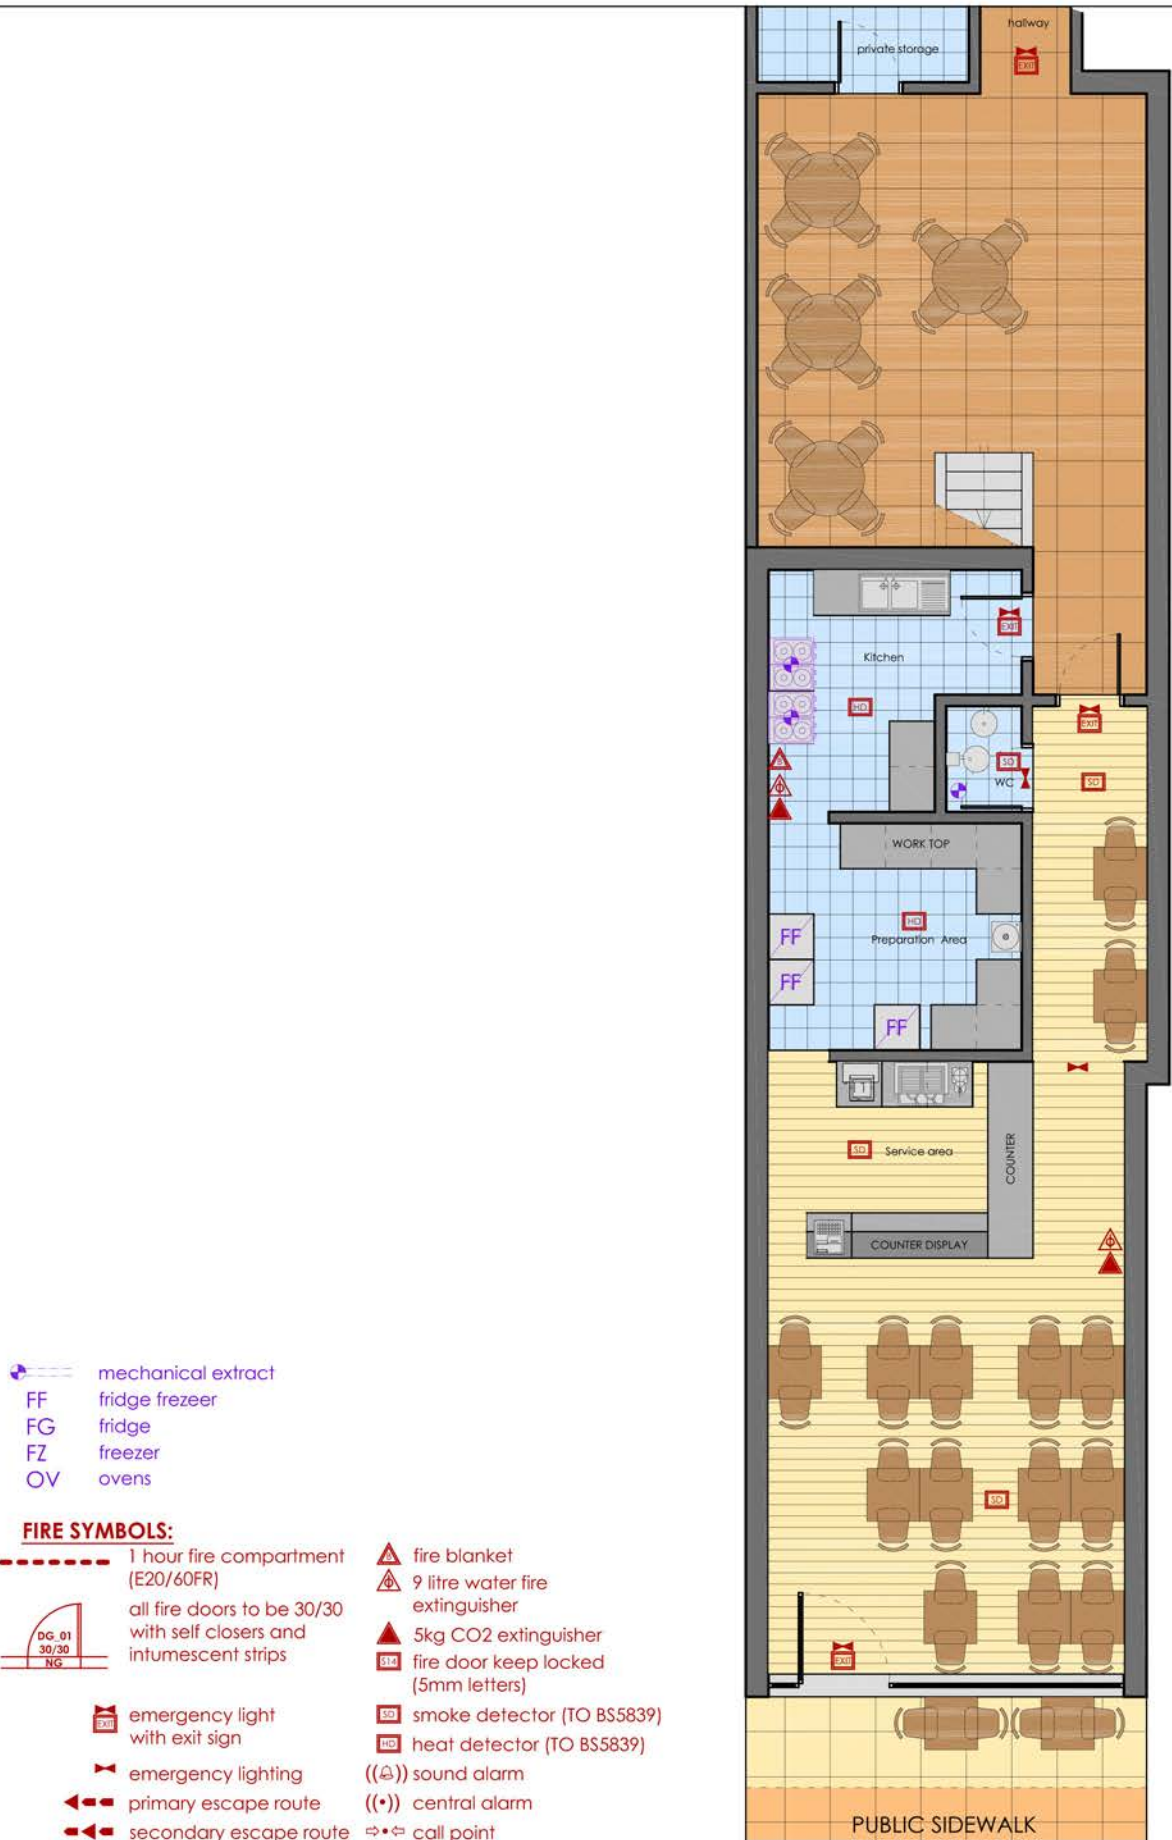 hallway
private storage
EXIT
Kitchen
EXIT
HD
EXIT
SD
WC
SD
WORK TOP
HD
FF
Preparation Area
FF
FF
SD
Service area
COUNTER
COUNTER DISPLAY
SD
EXIT
PUBLIC SIDEWALK
mechanical extract
FF fridge frezeer
FG fridge
FZ freezer
OV ovens
FIRE SYMBOLS:
1 hour fire compartment
(E20/60FR)
DG_01
30/30
NG
all fire doors to be 30/30
with self closers and
intumescent strips
EXIT
emergency light
with exit sign
emergency lighting
primary escape route
secondary escape route
fire blanket
9 litre water fire
extinguisher
5kg CO2 extinguisher
S14 fire door keep locked
(5mm letters)
SD smoke detector (TO BS5839)
HD heat detector (TO BS5839)
sound alarm
central alarm
call point